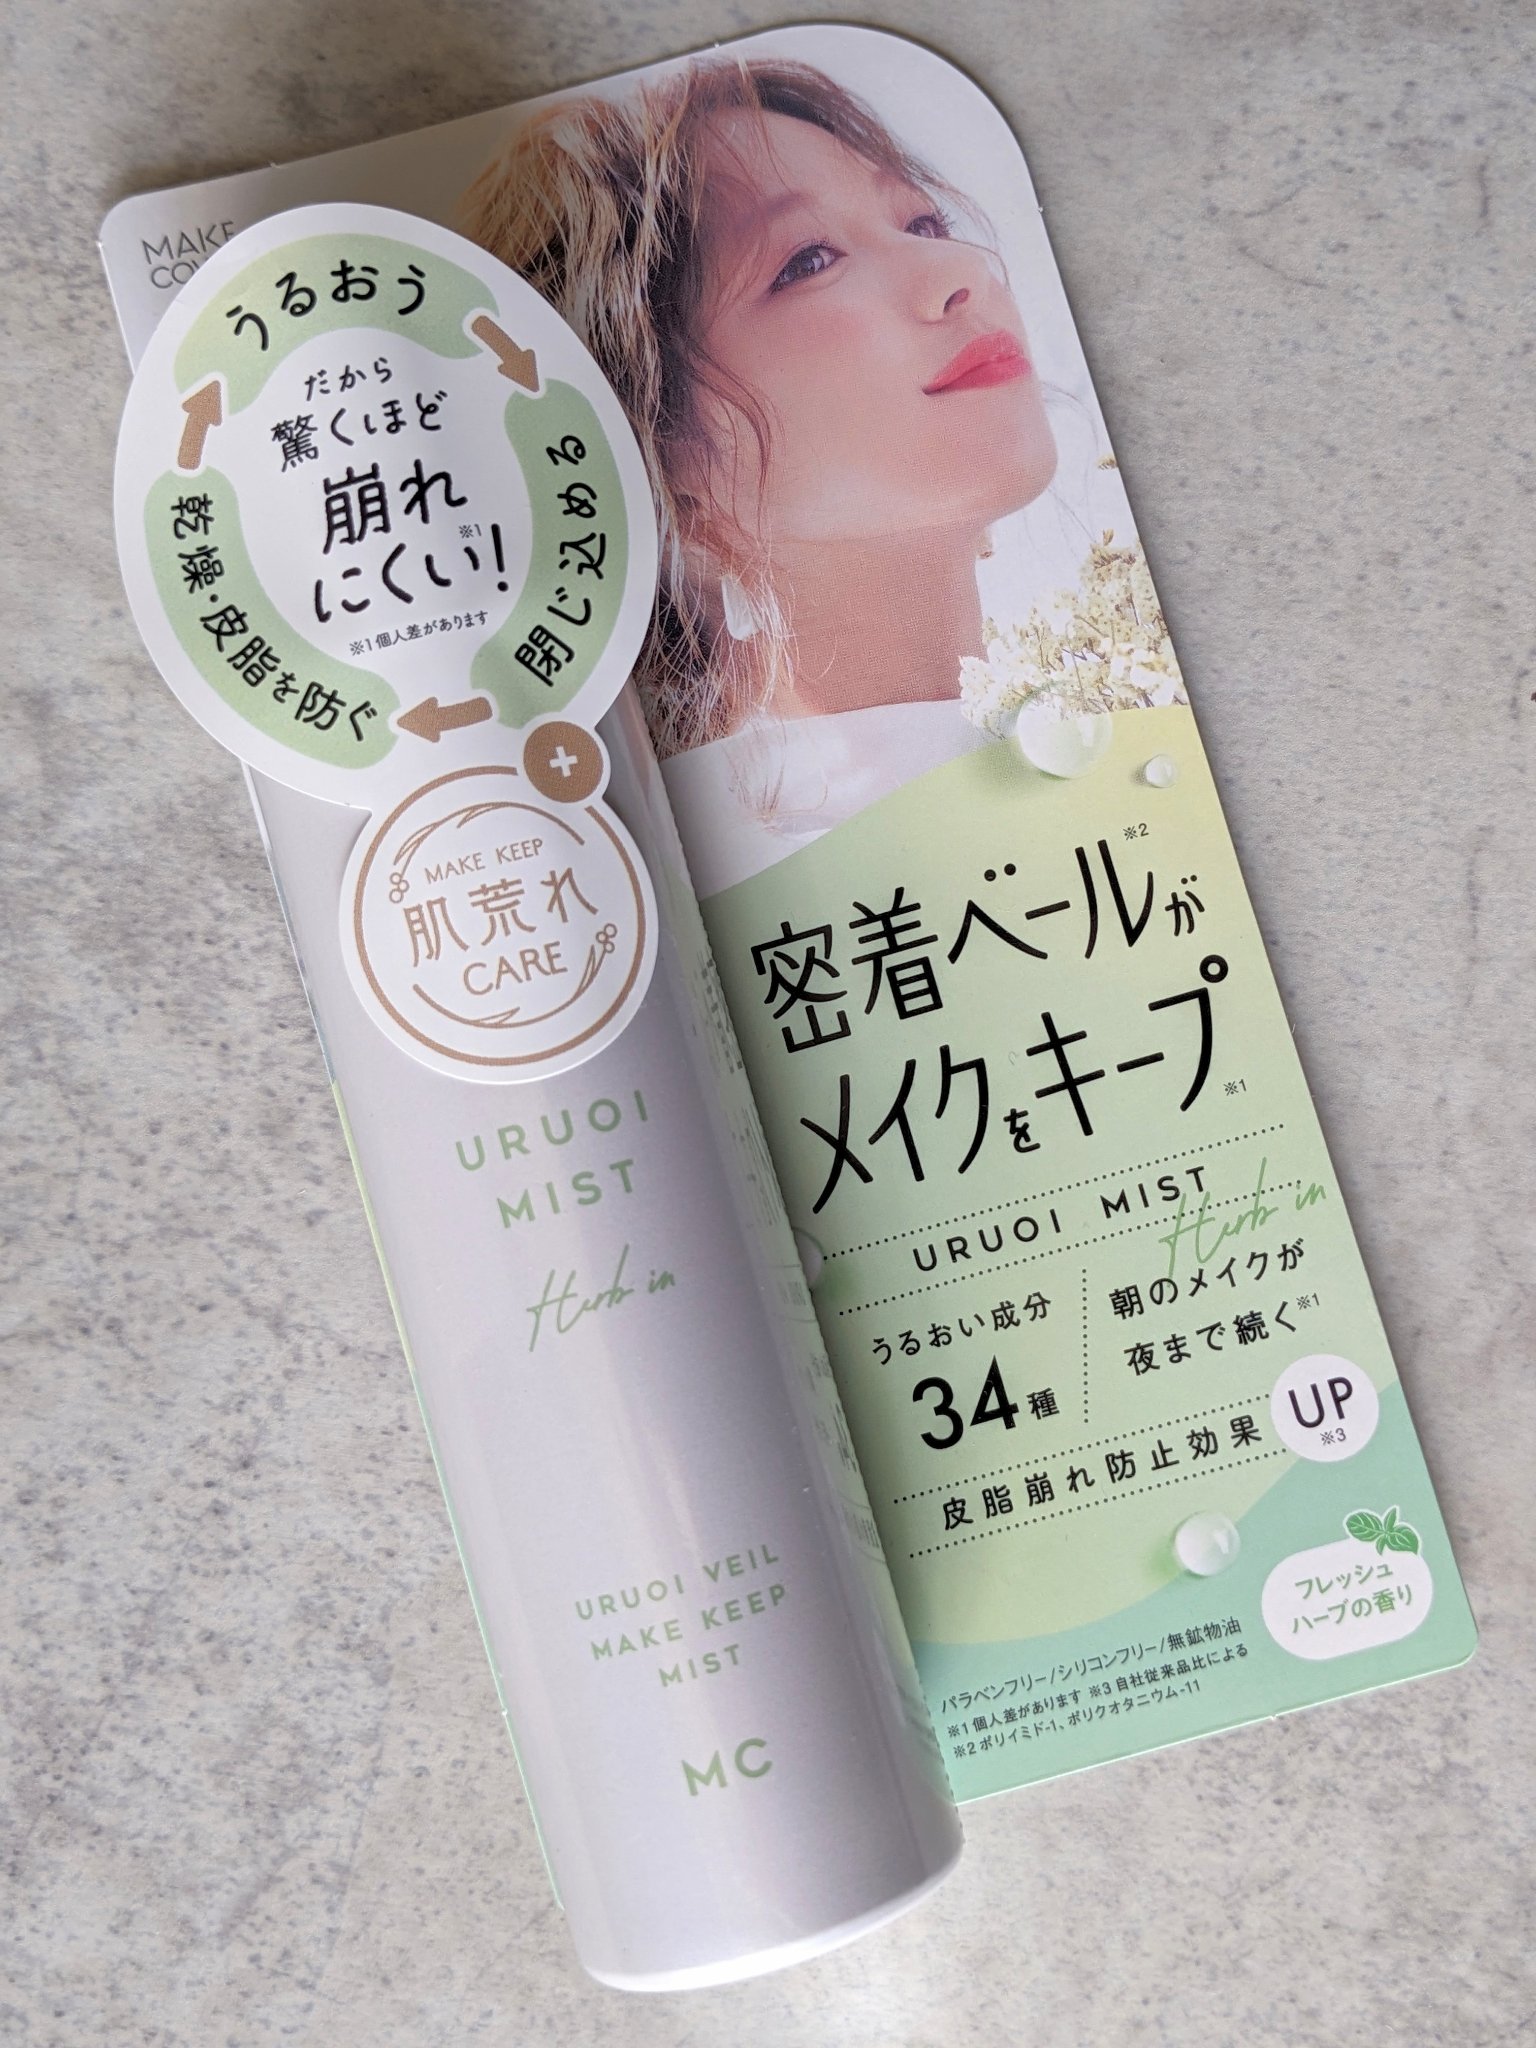 MAKE
うるおう
閉じ込める
乾燥・皮脂を防ぐ
だから
驚くほど
崩れ
にくい!※1
※1個人差があります
+
MAKE KEEP
肌荒れ
CARE
URUOI
MIST
Herb in
URUOI VEIL
MAKE KEEP
MIST
MC
密着ベール※2が
メイクをキープ※1
URUOI MIST
Herb in
うるおい成分
34種
朝のメイクが
夜まで続く※1
皮脂崩れ防止効果
UP
※3
フレッシュ
ハーブの香り
パラベンフリー/シリコンフリー/無鉱物油
※1個人差があります ※3自社従来品比による
※2ポリイミド-1、ポリクオタニウム-11